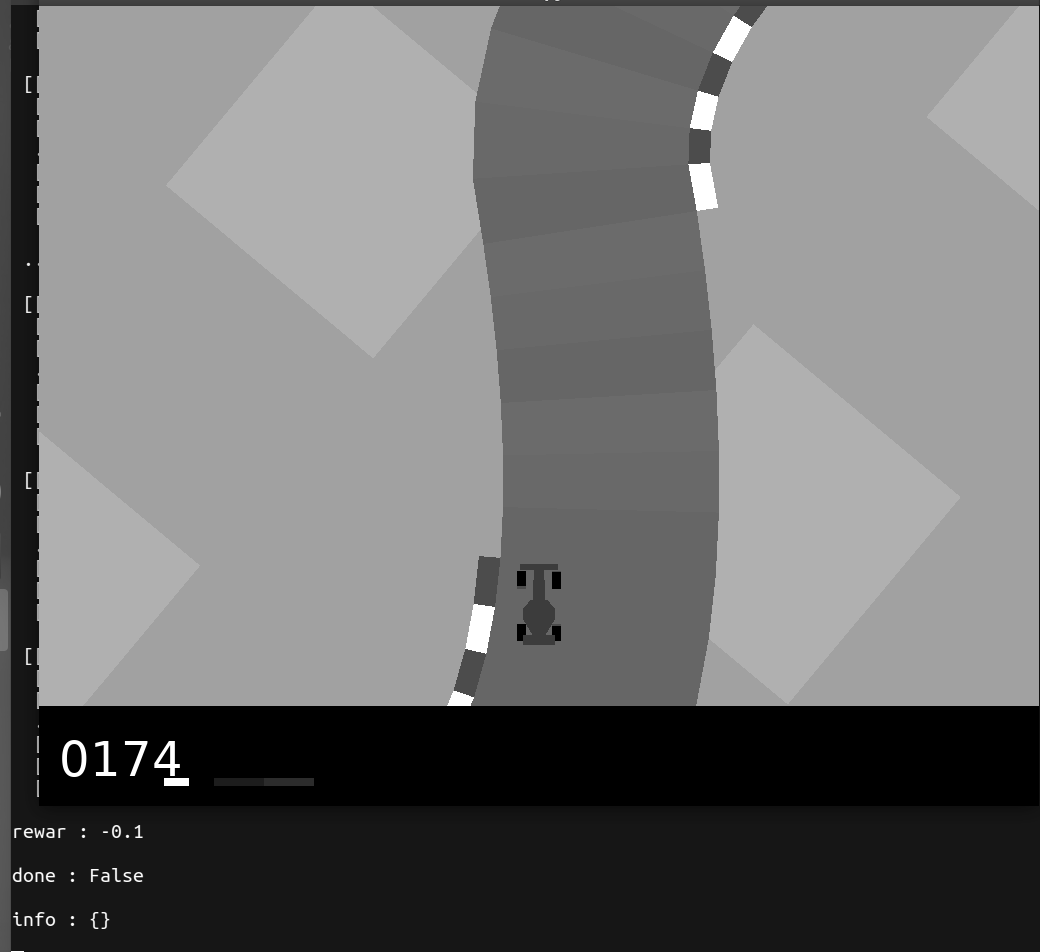 [
.
[
[
[
0174
rewar : -0.1
done : False
info : {}